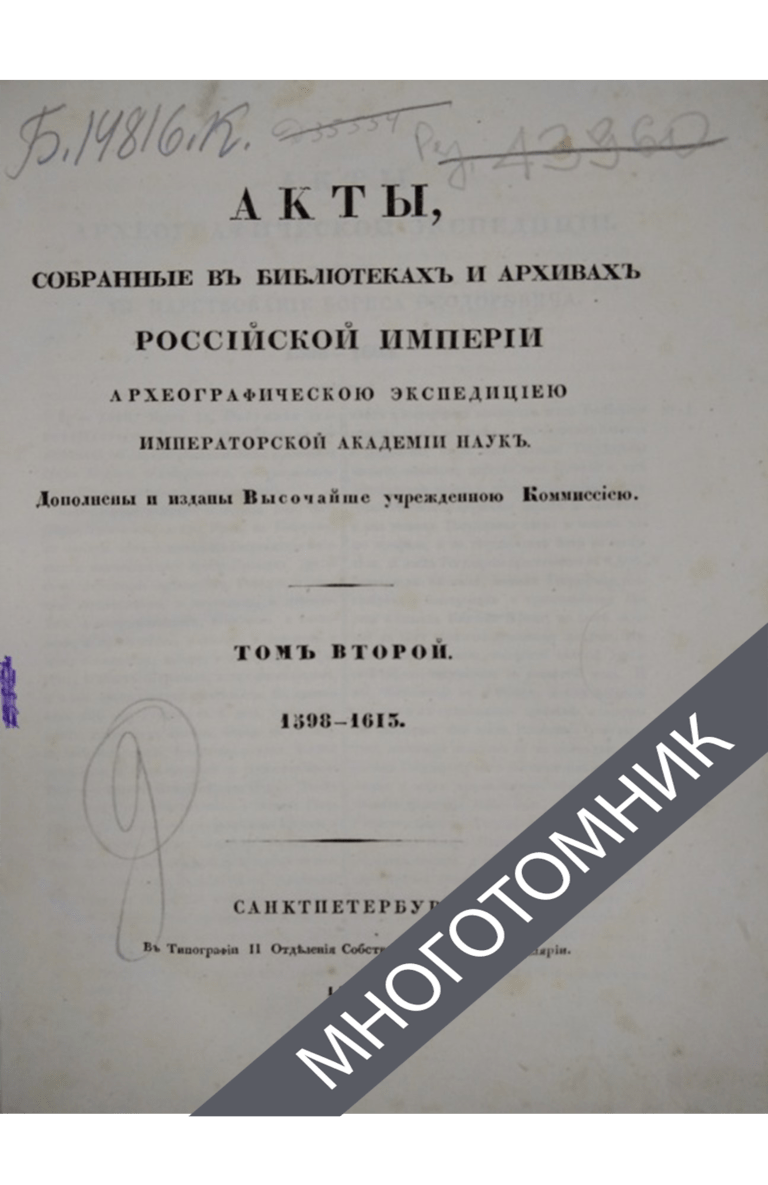 Б.14816.К.
АКТЫ,
СОБРАННЫЕ ВЪ БИБЛІОТЕКАХЪ И АРХИВАХЪ
РОССІЙСКОЙ ИМПЕРІИ
АРХЕОГРАФИЧЕСКОЮ ЭКСПЕДИЦІЕЮ
ИМПЕРАТОРСКОЙ АКАДЕМІИ НАУКЪ.
Дополнены и изданы Высочайше учрежденною Коммиссіею.
ТОМЪ ВТОРОЙ.
1598–1613.
САНКТПЕТЕРБУР
Въ Типографіи II Отдѣленія Собств
МНОГОТОМНИК